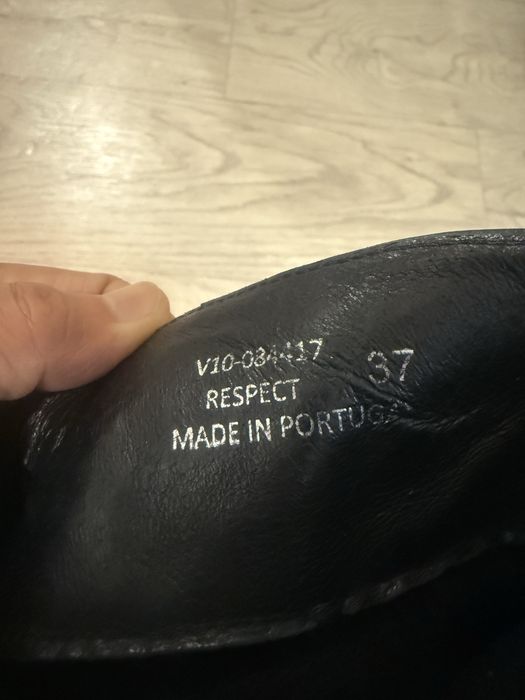 V10-084417
37
RESPECT
MADE IN PORTUGAL